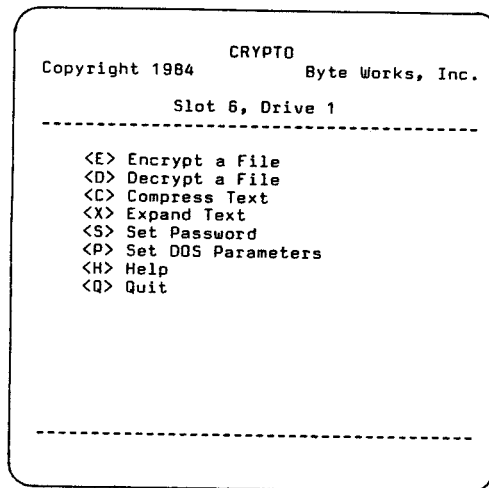 CRYPTO
Copyright 1984 Byte Works, Inc.
Slot 6, Drive 1
<E> Encrypt a File
<D> Decrypt a File
<C> Compress Text
<X> Expand Text
<S> Set Password
<P> Set DOS Parameters
<H> Help
<Q> Quit